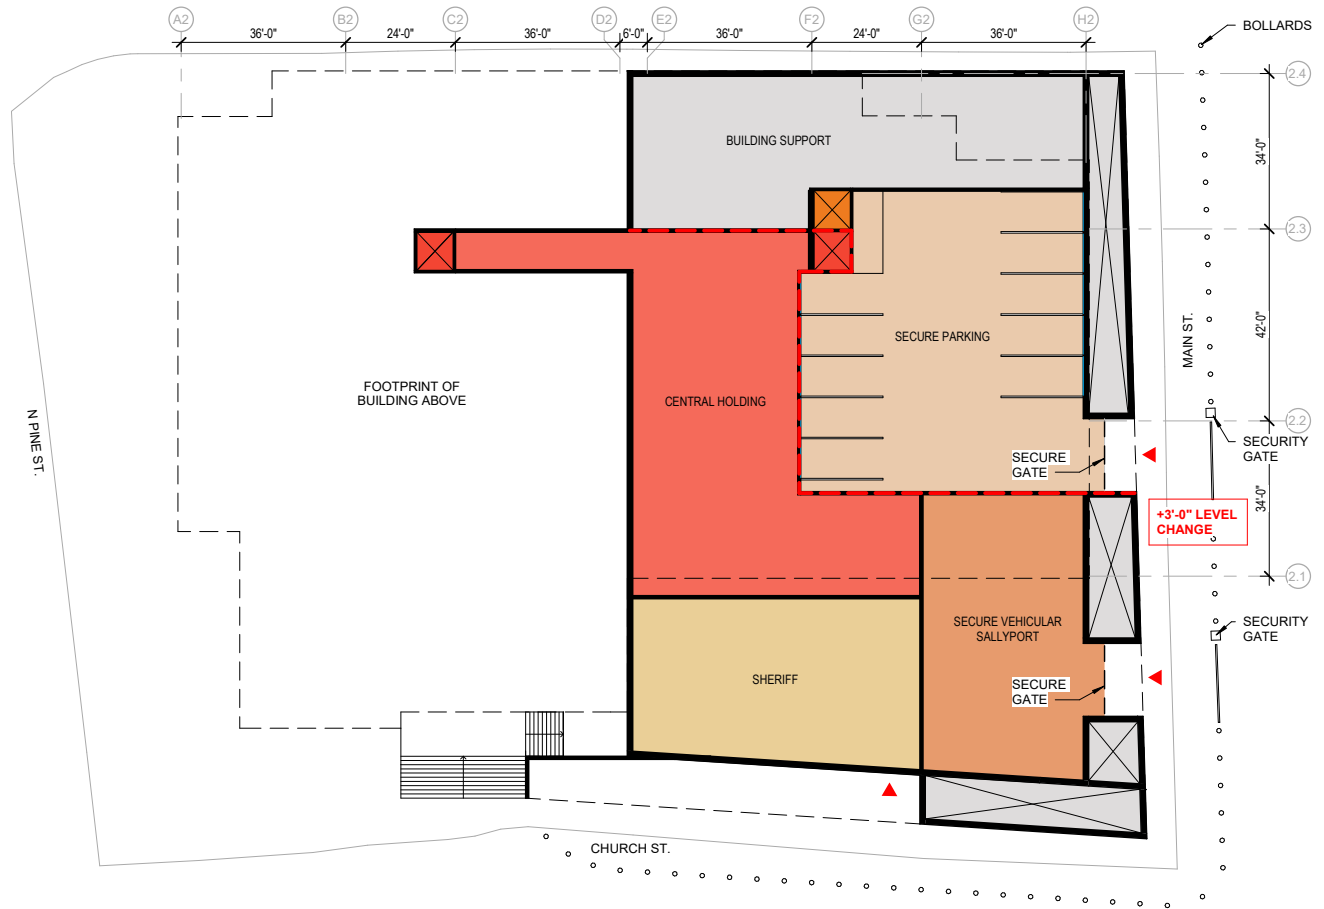 A2
B2
C2
D2
E2
F2
G2
H2
36'-0"
24'-0"
36'-0"
6'-0"
36'-0"
24'-0"
36'-0"
BOLLARDS
2.4
34'-0"
BUILDING SUPPORT
2.3
42'-0"
MAIN ST.
SECURE PARKING
FOOTPRINT OF
BUILDING ABOVE
CENTRAL HOLDING
N PINE ST.
2.2
SECURITY
GATE
SECURE
GATE
34'-0"
+3'-0" LEVEL
CHANGE
2.1
SECURE VEHICULAR
SALLYPORT
SECURITY
GATE
SHERIFF
SECURE
GATE
CHURCH ST.